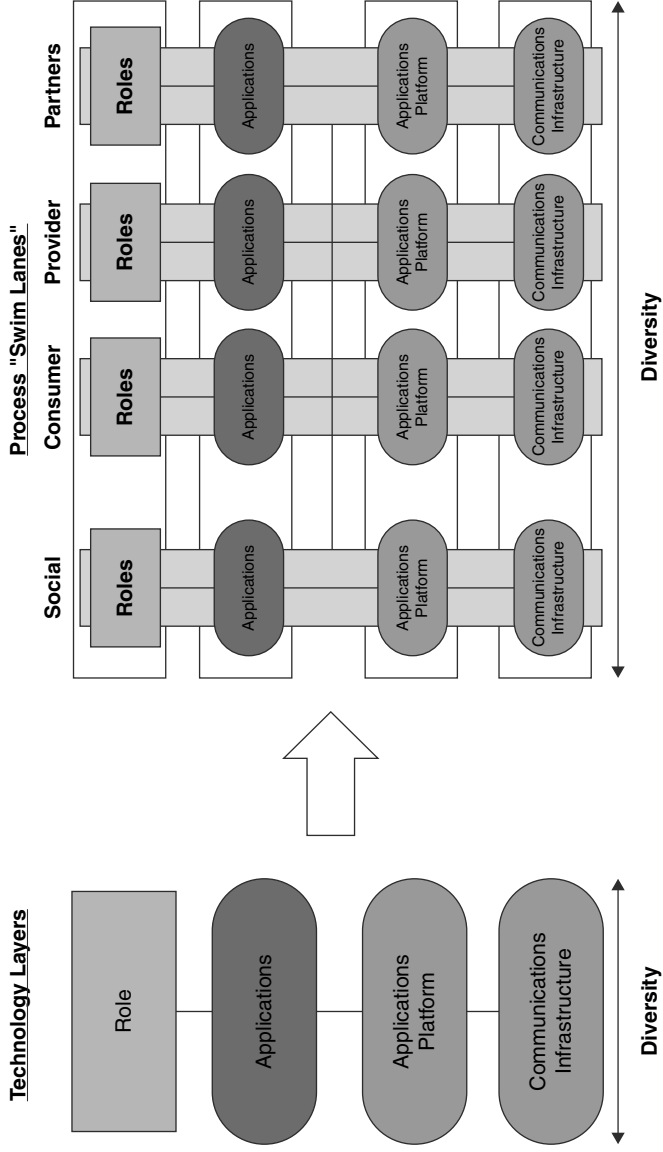 Technology Layers
Role
Applications
Applications
Platform
Communications
Infrastructure
Diversity
Process "Swim Lanes"
Social
Consumer
Provider
Partners
Roles
Roles
Roles
Roles
Applications
Applications
Applications
Applications
Applications
Platform
Applications
Platform
Applications
Platform
Applications
Platform
Communications
Infrastructure
Communications
Infrastructure
Communications
Infrastructure
Communications
Infrastructure
Diversity